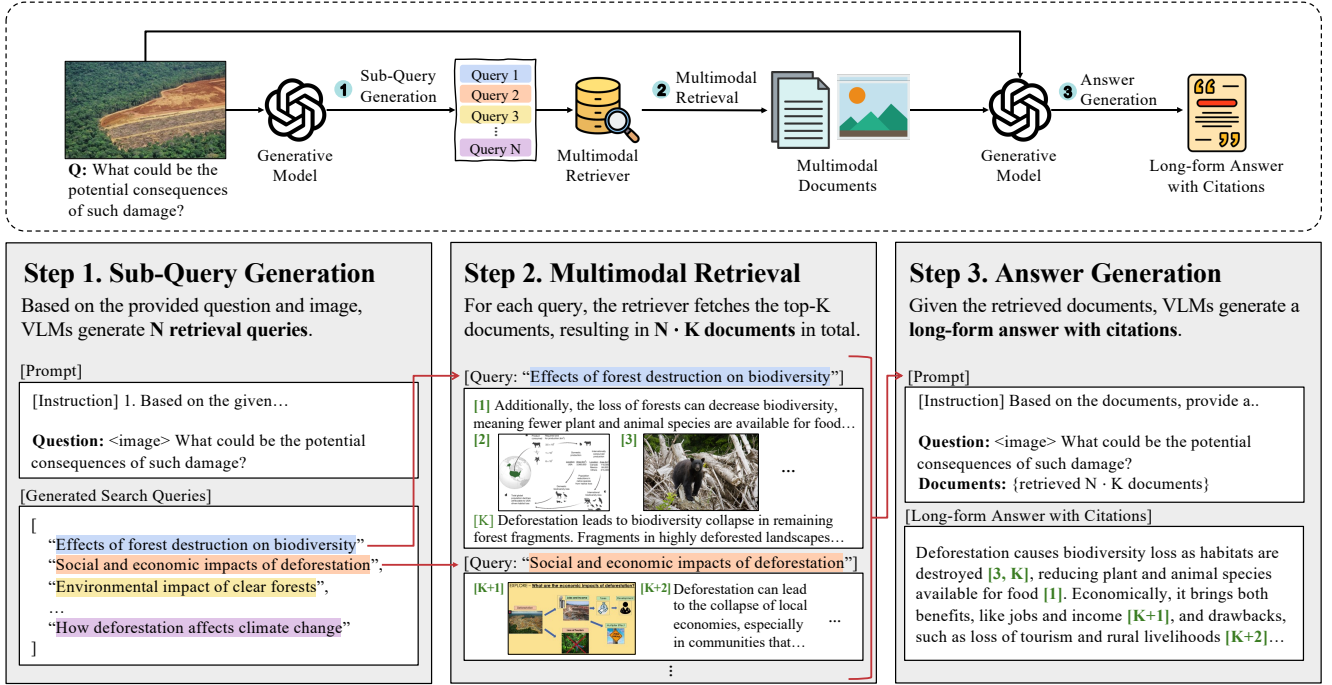 1 Sub-Query
Generation
Query 1
Query 2
Query 3
⋮
Query N
2 Multimodal
Retrieval
3 Answer
Generation
Q: What could be the
potential consequences
of such damage?
Generative
Model
Multimodal
Retriever
Multimodal
Documents
Generative
Model
Long-form Answer
with Citations
Step 1. Sub-Query Generation
Based on the provided question and image,
VLMs generate N retrieval queries.
[Prompt]
[Instruction] 1. Based on the given…
Question: <image> What could be the potential
consequences of such damage?
[Generated Search Queries]
[
“Effects of forest destruction on biodiversity”
“Social and economic impacts of deforestation”,
“Environmental impact of clear forests”,
…
“How deforestation affects climate change”
]
Step 2. Multimodal Retrieval
For each query, the retriever fetches the top-K
documents, resulting in N · K documents in total.
[Query: “Effects of forest destruction on biodiversity”]
[1] Additionally, the loss of forests can decrease biodiversity,
meaning fewer plant and animal species are available for food…
[2] [3] …
[K] Deforestation leads to biodiversity collapse in remaining
forest fragments. Fragments in highly deforested landscapes…
[Query: “Social and economic impacts of deforestation”]
[K+1]
EXPLORE – What are the economic impacts of deforestation?
[K+2] Deforestation can lead
to the collapse of local
economies, especially
in communities that…
…
⋮
Step 3. Answer Generation
Given the retrieved documents, VLMs generate a
long-form answer with citations.
[Prompt]
[Instruction] Based on the documents, provide a..
Question: <image> What could be the potential
consequences of such damage?
Documents: {retrieved N · K documents}
[Long-form Answer with Citations]
Deforestation causes biodiversity loss as habitats are
destroyed [3, K], reducing plant and animal species
available for food [1]. Economically, it brings both
benefits, like jobs and income [K+1], and drawbacks,
such as loss of tourism and rural livelihoods [K+2]…